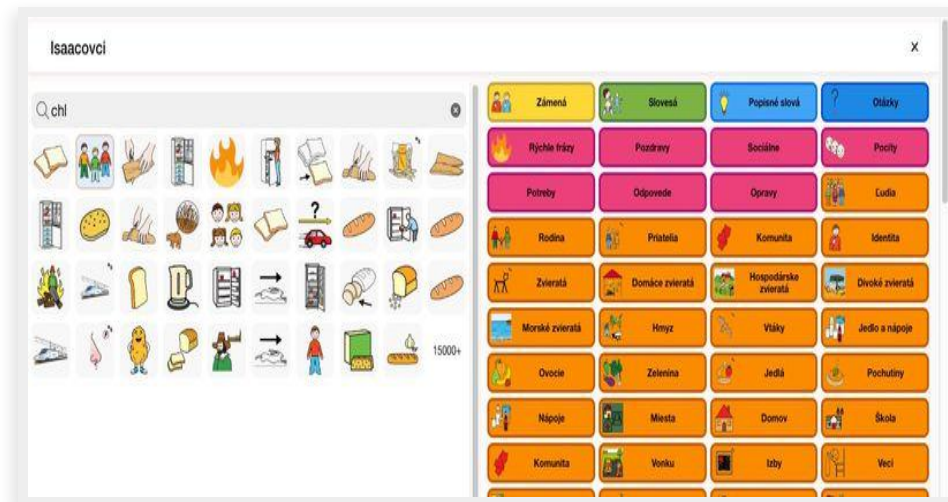 Isaacovci
x
chl
15000+
Zámená
Slovesá
Popisné slová
Otázky
Rýchle frázy
Pozdravy
Sociálne
Pocity
Potreby
Odpovede
Opravy
Ľudia
Rodina
Priatelia
Komunita
Identita
Zvieratá
Domáce zvieratá
Hospodárske
zvieratá
Divoké zvieratá
Morské zvieratá
Hmyz
Vtáky
Jedlo a nápoje
Ovocie
Zelenina
Jedlá
Pochutiny
Nápoje
Miesta
Domov
Škola
Komunita
Vonku
Izby
Veci